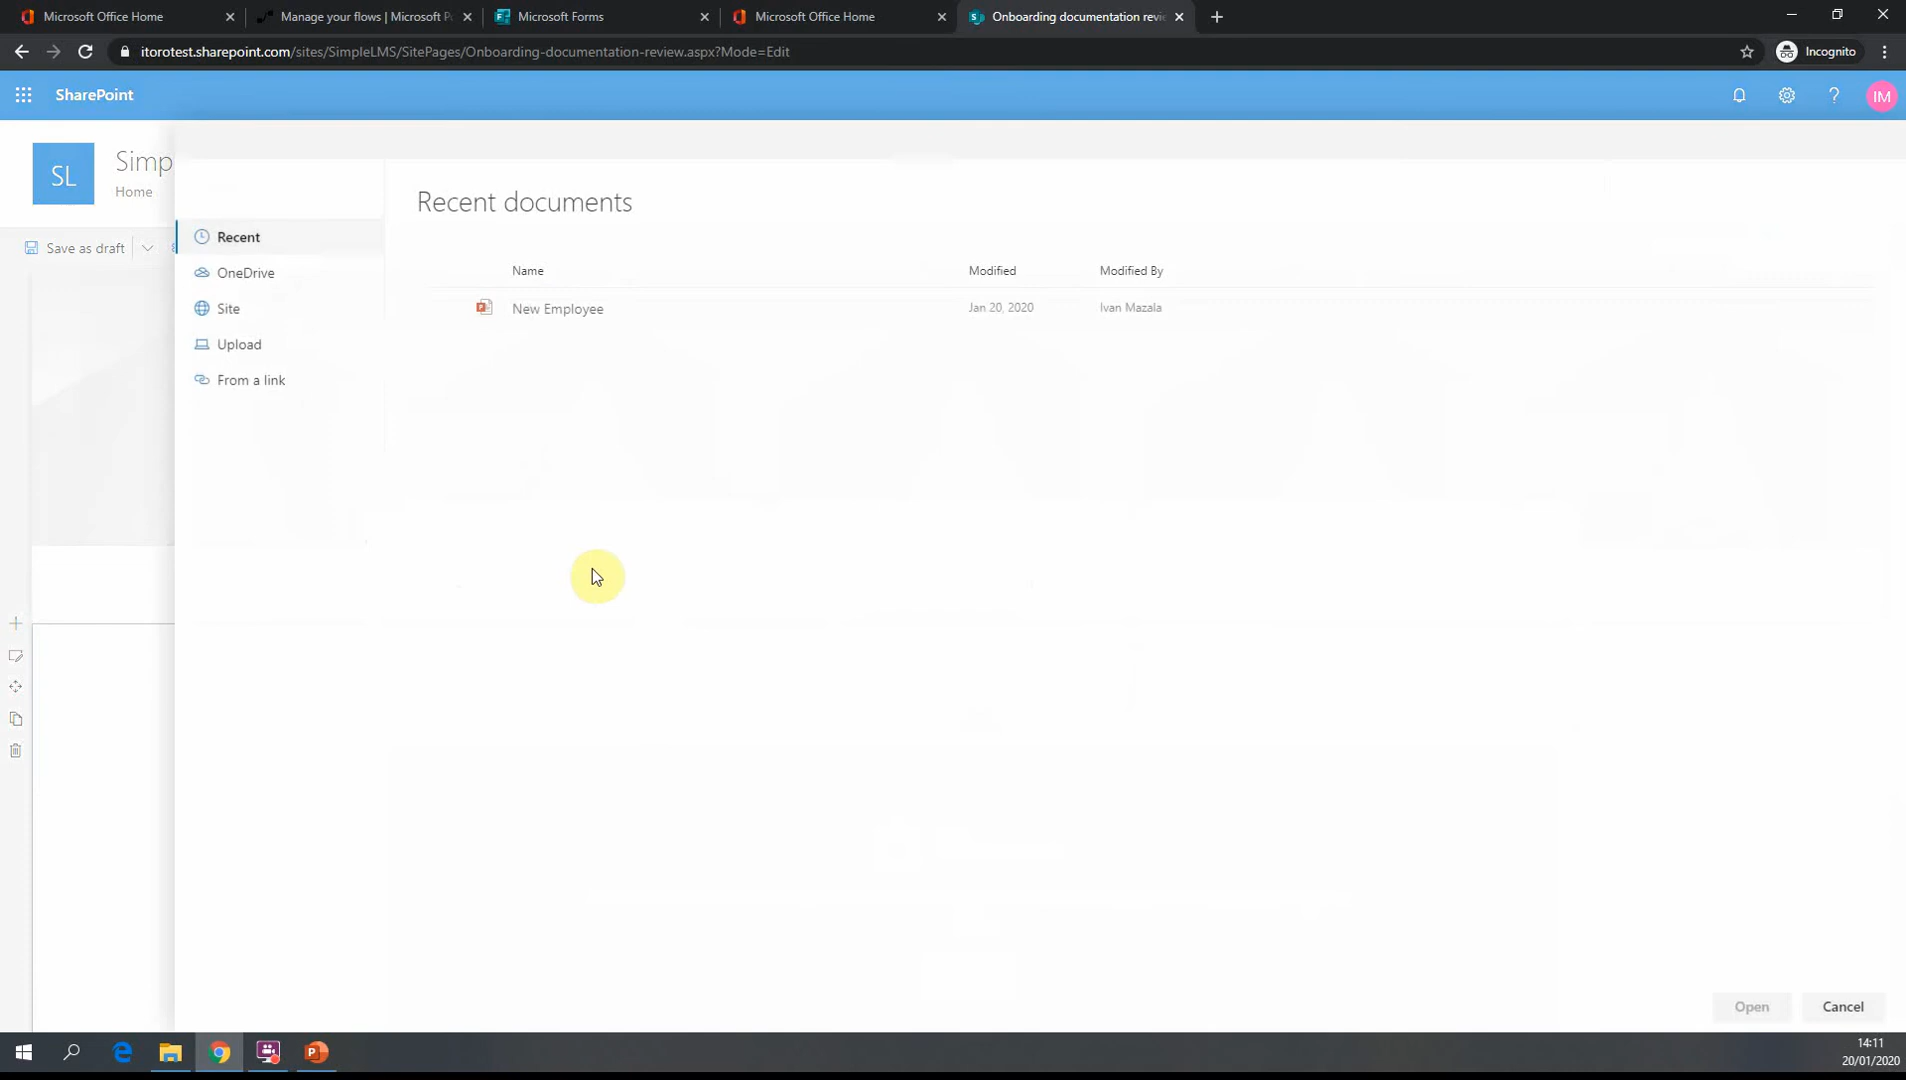 Microsoft Office Home
Manage your flows | Microsoft P
Microsoft Forms
Microsoft Office Home
Onboarding documentation revi
itorotest.sharepoint.com/sites/SimpleLMS/SitePages/Onboarding-documentation-review.aspx?Mode=Edit
Incognito
SharePoint
IM
SL
Simp
Home
Save as draft
Recent documents
Recent
OneDrive
Site
Upload
From a link
Name
Modified
Modified By
New Employee
Jan 20, 2020
Ivan Mazala
Open
Cancel
14:11
20/01/2020